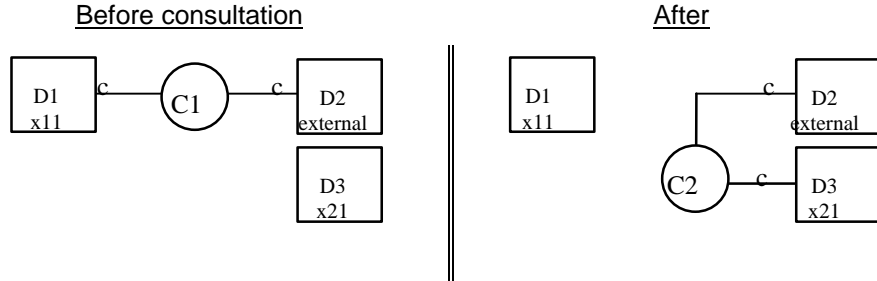 Before consultation
After
c
c
D1
x11
C1
D2
external
D3
x21
D1
x11
c
D2
external
C2
c
D3
x21